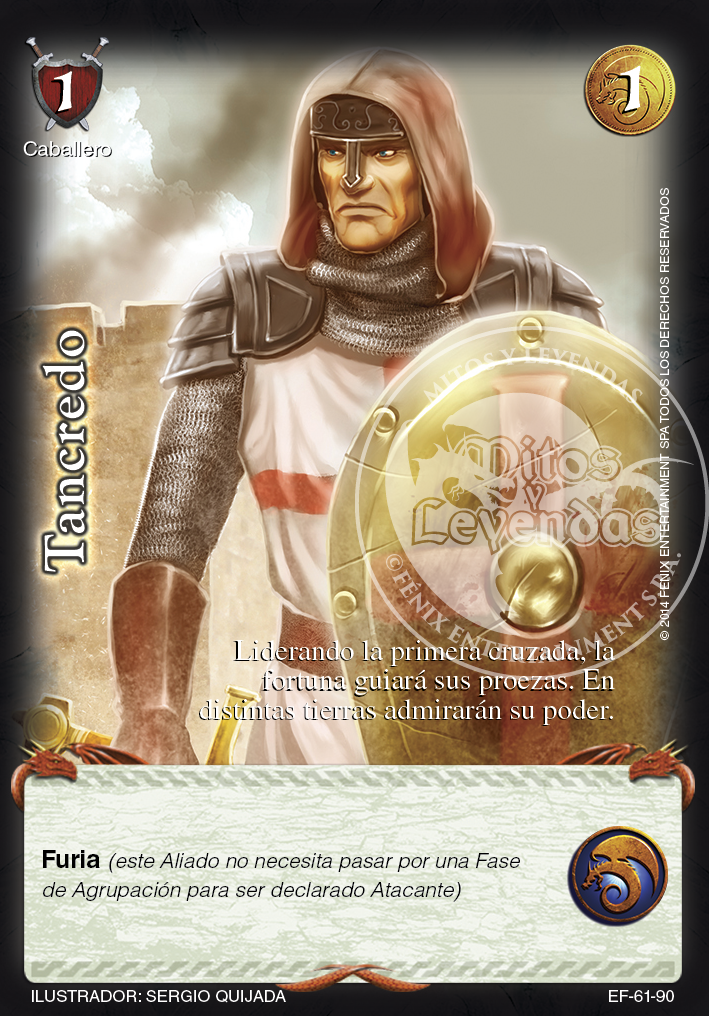 1
1
Caballero
Tancredo
© 2014 FÉNIX ENTERTAINMENT SPA TODOS LOS DERECHOS RESERVADOS
MITOS Y LEYENDAS
Mitos
y
Leyendas
© FÉNIX ENTERTAINMENT SPA.
Liderando la primera cruzada, la
fortuna guiará sus proezas. En
distintas tierras admirarán su poder.
Furia (este Aliado no necesita pasar por una Fase
de Agrupación para ser declarado Atacante)
ILUSTRADOR: SERGIO QUIJADA
EF-61-90